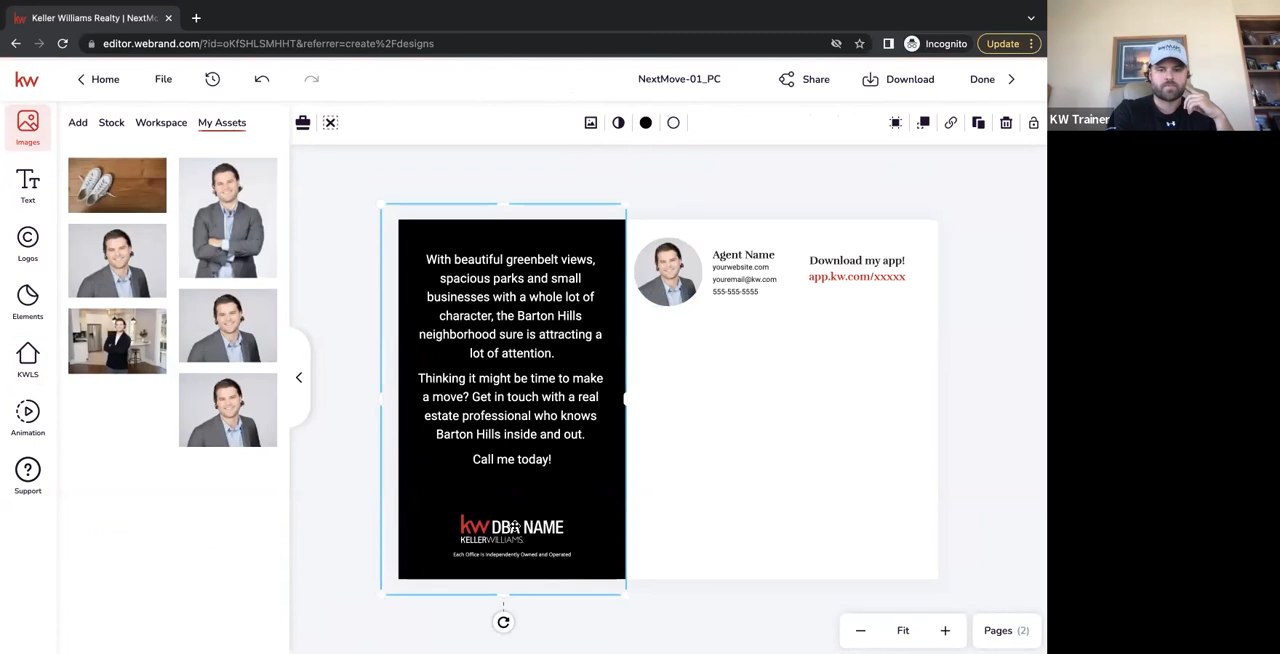 Keller Williams Realty | NextMo
editor.webrand.com/?id=oKfSHLSMHHT&referrer=create%2Fdesigns
Incognito
Update
kw
Home
File
NextMove-01_PC
Share
Download
Done
Images
Text
Logos
Elements
KWLS
Animation
Support
Add
Stock
Workspace
My Assets
With beautiful greenbelt views,
spacious parks and small
businesses with a whole lot of
character, the Barton Hills
neighborhood sure is attracting a
lot of attention.
Thinking it might be time to make
a move? Get in touch with a real
estate professional who knows
Barton Hills inside and out.
Call me today!
kw DBA NAME
KELLERWILLIAMS.
Each Office is Independently Owned and Operated
Agent Name
yourwebsite.com
youremail@kw.com
555-555-5555
Download my app!
app.kw.com/xxxxx
Fit
Pages (2)
KW Trainer